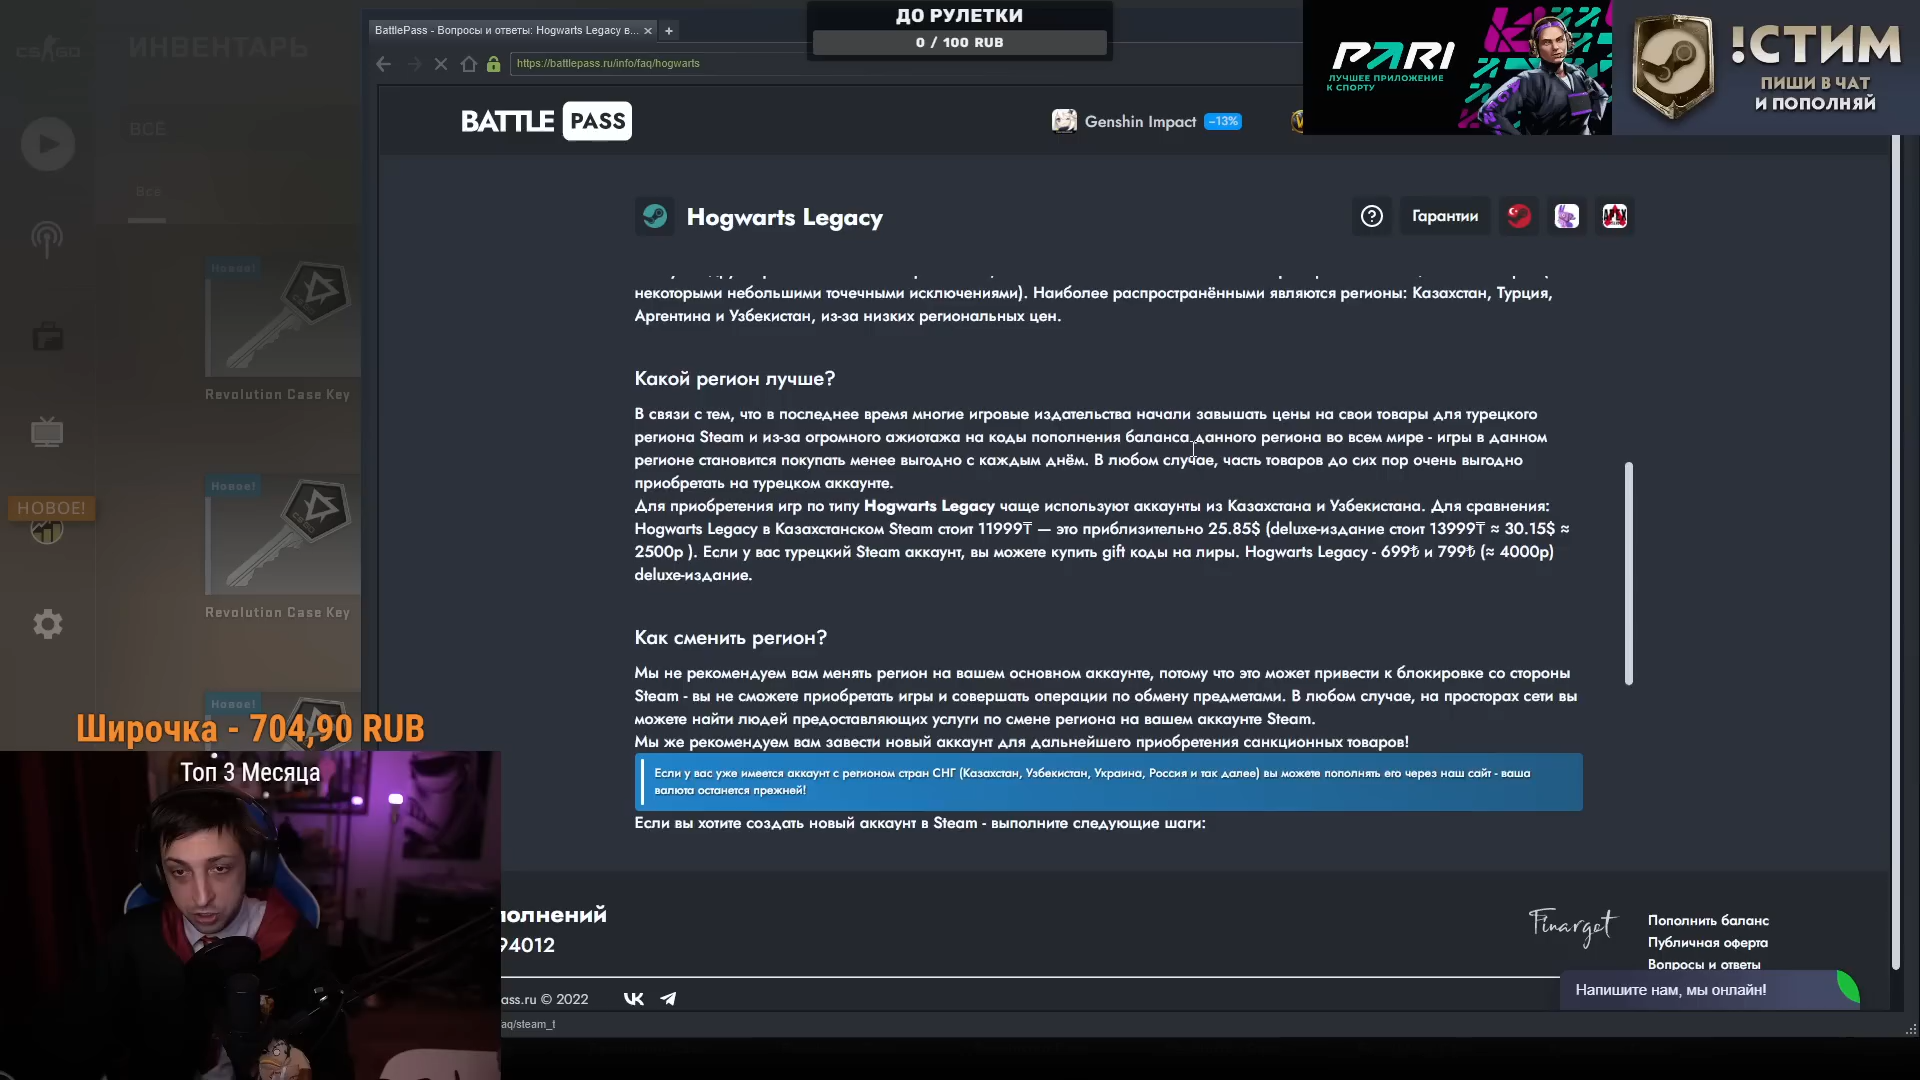 CS:GO
ИНВЕНТАРЬ
BattlePass - Вопросы и ответы: Hogwarts Legacy в...
https://battlepass.ru/info/faq/hogwarts
ДО РУЛЕТКИ
0 / 100 RUB
PARI
ЛУЧШЕЕ ПРИЛОЖЕНИЕ
К СПОРТУ
!СТИМ
ПИШИ В ЧАТ
И ПОПОЛНЯЙ
BATTLE PASS
Genshin Impact -13%
ВСЁ
Всё
Hogwarts Legacy
Гарантии
некоторыми небольшими точечными исключениями). Наиболее распространёнными являются регионы: Казахстан, Турция,
Аргентина и Узбекистан, из-за низких региональных цен.
Какой регион лучше?
В связи с тем, что в последнее время многие игровые издательства начали завышать цены на свои товары для турецкого
региона Steam и из-за огромного ажиотажа на коды пополнения баланса данного региона во всем мире - игры в данном
регионе становится покупать менее выгодно с каждым днём. В любом случае, часть товаров до сих пор очень выгодно
приобретать на турецком аккаунте.
Для приобретения игр по типу Hogwarts Legacy чаще используют аккаунты из Казахстана и Узбекистана. Для сравнения:
Hogwarts Legacy в Казахстанском Steam стоит 11999₸ — это приблизительно 25.85$ (deluxe-издание стоит 13999₸ ≈ 30.15$ ≈
2500р ). Если у вас турецкий Steam аккаунт, вы можете купить gift коды на лиры. Hogwarts Legacy - 699₺ и 799₺ (≈ 4000р)
deluxe-издание.
Как сменить регион?
Мы не рекомендуем вам менять регион на вашем основном аккаунте, потому что это может привести к блокировке со стороны
Steam - вы не сможете приобретать игры и совершать операции по обмену предметами. В любом случае, на просторах сети вы
можете найти людей предоставляющих услуги по смене региона на вашем аккаунте Steam.
Мы же рекомендуем вам завести новый аккаунт для дальнейшего приобретения санкционных товаров!
Если у вас уже имеется аккаунт с регионом стран СНГ (Казахстан, Узбекистан, Украина, Россия и так далее) вы можете пополнять его через наш сайт - ваша
валюта останется прежней!
Если вы хотите создать новый аккаунт в Steam - выполните следующие шаги:
Новое!
Revolution Case Key
Новое!
Revolution Case Key
НОВОЕ!
Новое!
Широчка - 704,90 RUB
Топ 3 Месяца
полнений
94012
Finarget
Пополнить баланс
Публичная оферта
Вопросы и ответы
ass.ru © 2022
Напишите нам, мы онлайн!
aq/steam_t